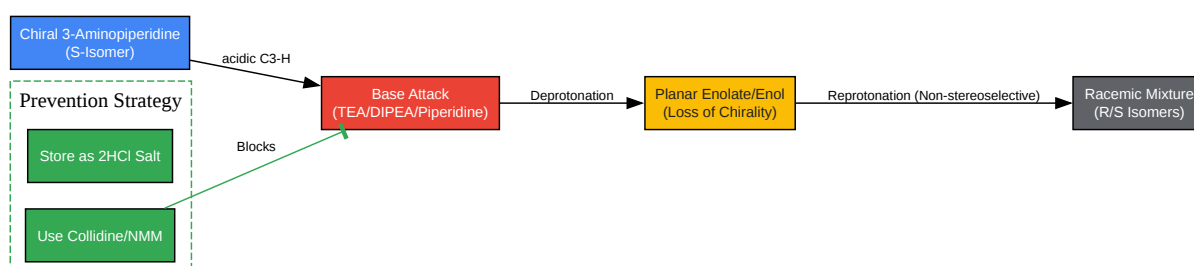 Chiral 3-Aminopiperidine
(S-Isomer)
acidic C3-H
Prevention Strategy
Store as 2HCl Salt
Use Collidine/NMM
Blocks
Base Attack
(TEA/DIPEA/Piperidine)
Deprotonation
Planar Enolate/Enol
(Loss of Chirality)
Reprotonation (Non-stereoselective)
Racemic Mixture
(R/S Isomers)